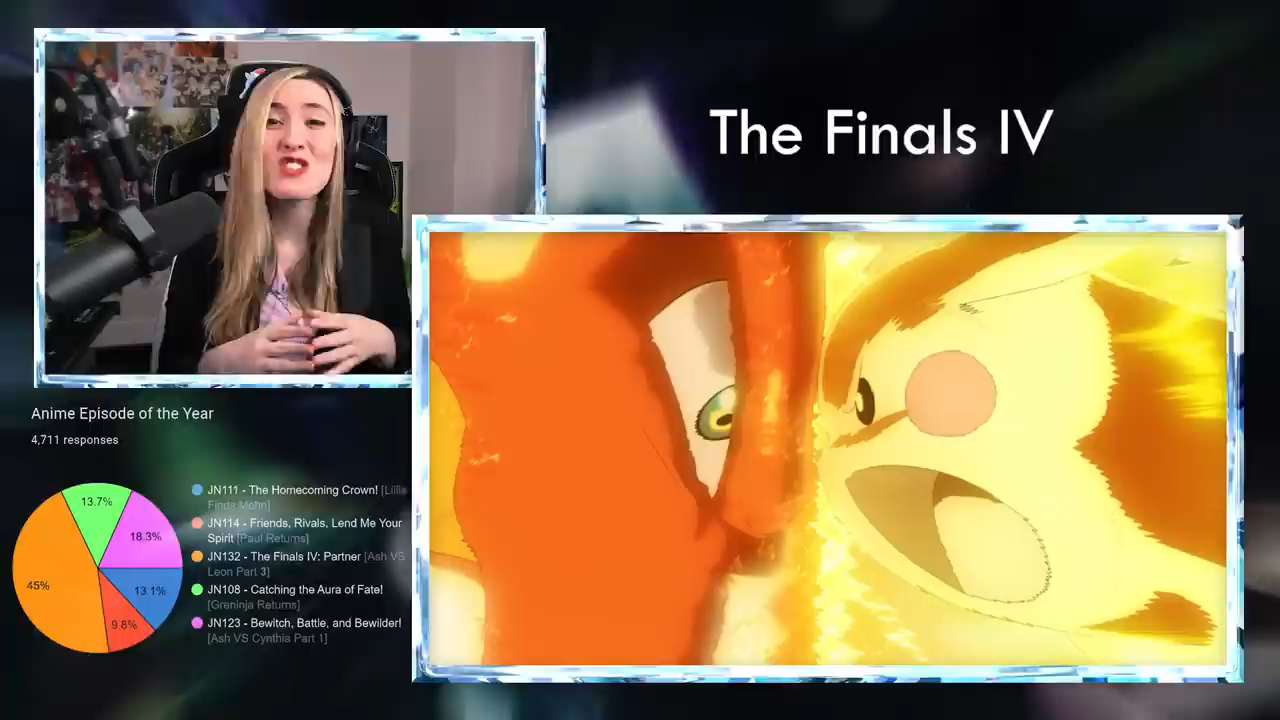 The Finals IV
Anime Episode of the Year
4,711 responses
13.7%
18.3%
45%
13.1%
9.8%
JN111 - The Homecoming Crown! [Lillie
Finds Mohn]
JN114 - Friends, Rivals, Lend Me Your
Spirit [Paul Returns]
JN132 - The Finals IV: Partner [Ash VS
Leon Part 3]
JN108 - Catching the Aura of Fate!
[Greninja Returns]
JN123 - Bewitch, Battle, and Bewilder!
[Ash VS Cynthia Part 1]